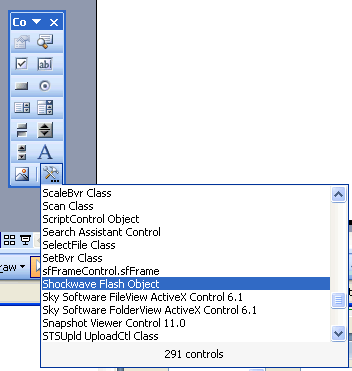 Co
ab
A
ScaleBvr Class
Scan Class
ScriptControl Object
Search Assistant Control
SelectFile Class
SetBvr Class
sfFrameControl.sfFrame
Shockwave Flash Object
Sky Software FileView ActiveX Control 6.1
Sky Software FolderView ActiveX Control 6.1
Snapshot Viewer Control 11.0
STSUpld UploadCtl Class
291 controls
raw